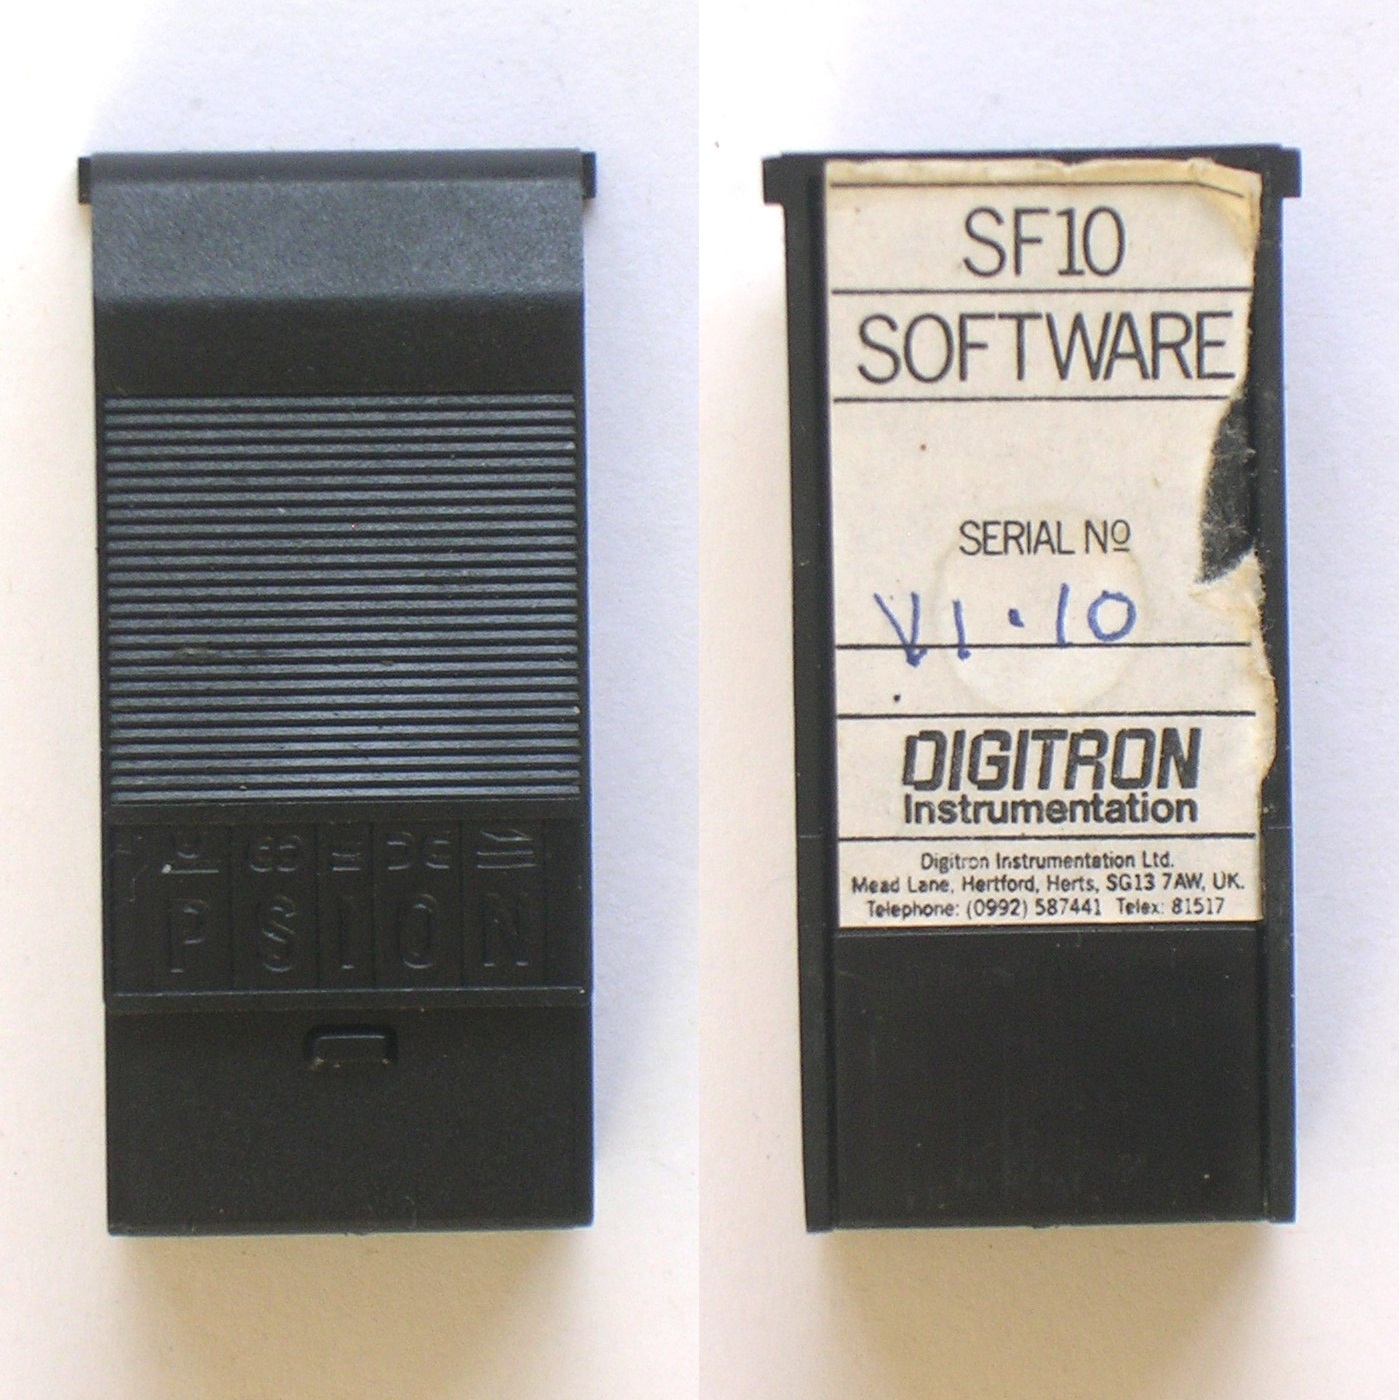 PSION
SF10
SOFTWARE
SERIAL Nº
V1·10
DIGITRON
Instrumentation
Digitron Instrumentation Ltd.
Mead Lane, Hertford, Herts, SG13 7AW, UK.
Telephone: (0992) 587441 Telex: 81517